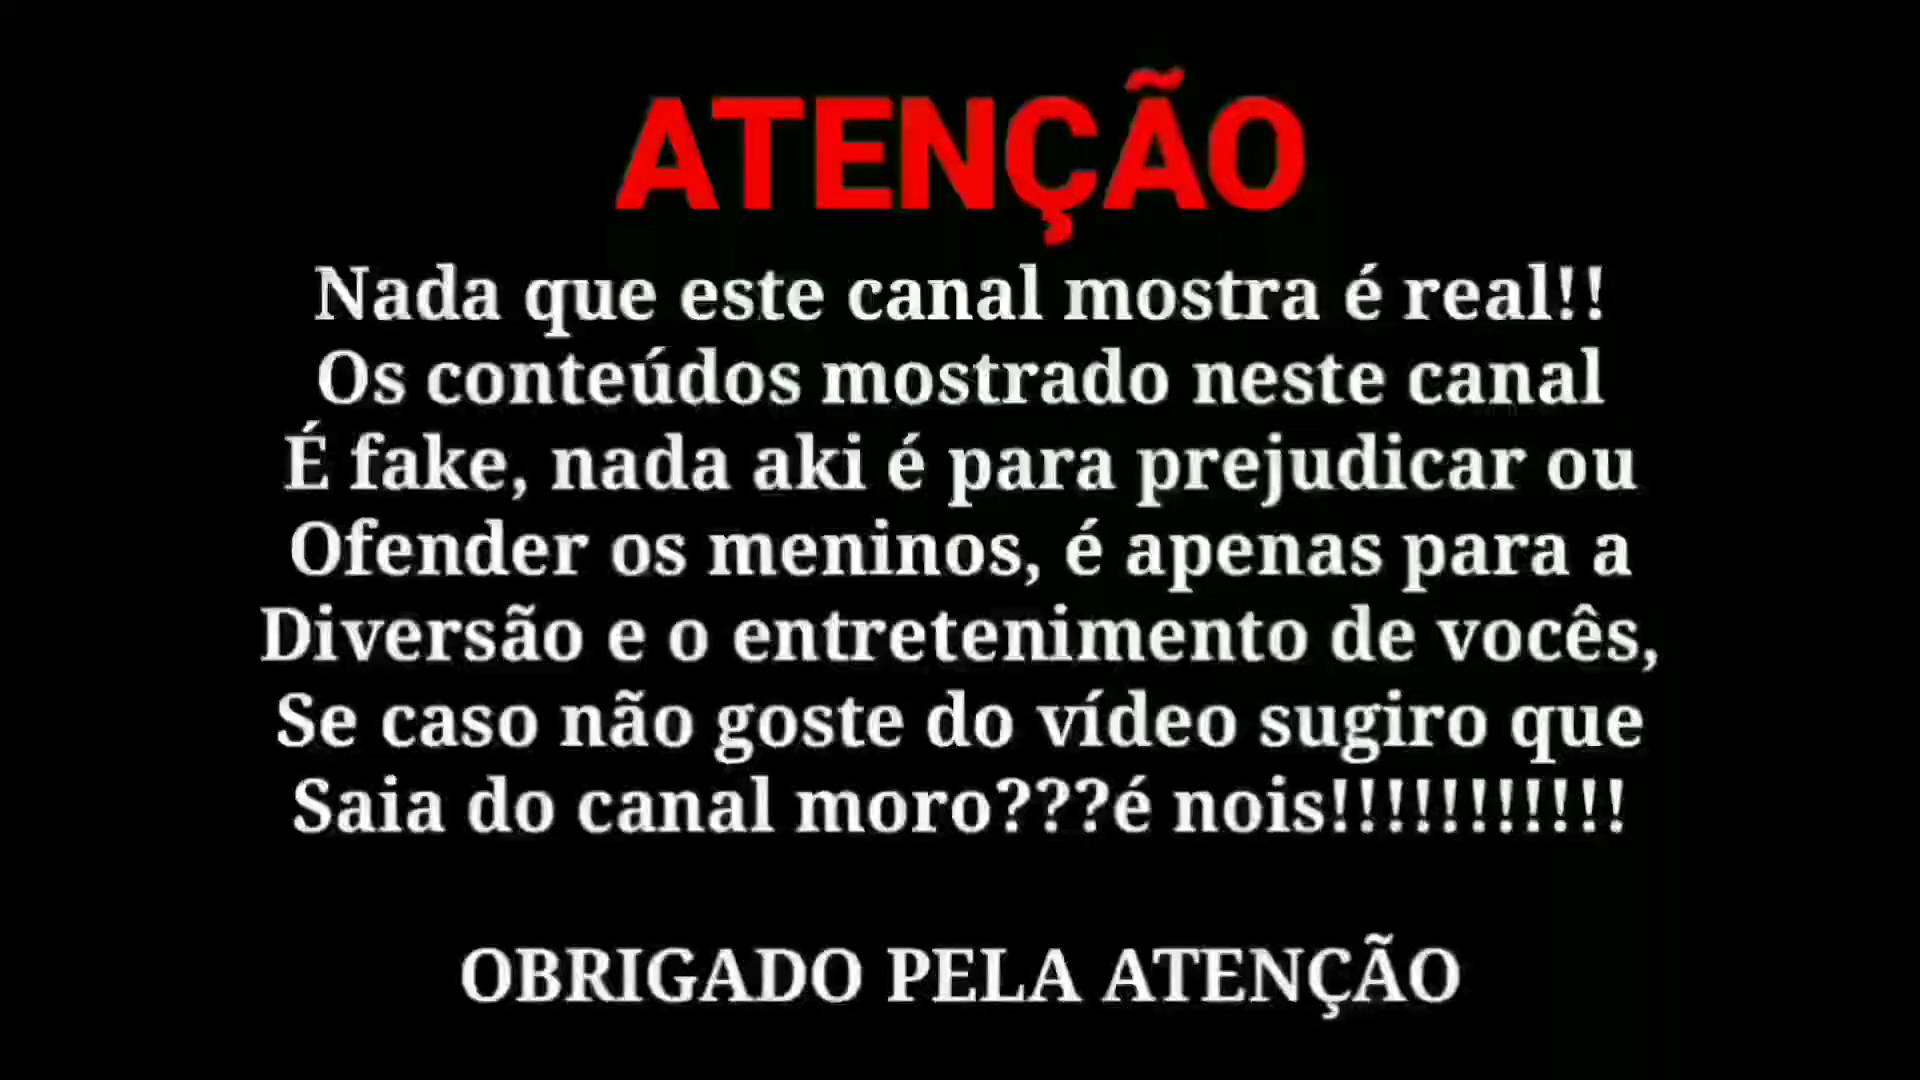 ATENÇÃO
Nada que este canal mostra é real!!
Os conteúdos mostrado neste canal
É fake, nada aki é para prejudicar ou
Ofender os meninos, é apenas para a
Diversão e o entretenimento de vocês,
Se caso não goste do vídeo sugiro que
Saia do canal moro???é nois!!!!!!!!!!!
OBRIGADO PELA ATENÇÃO